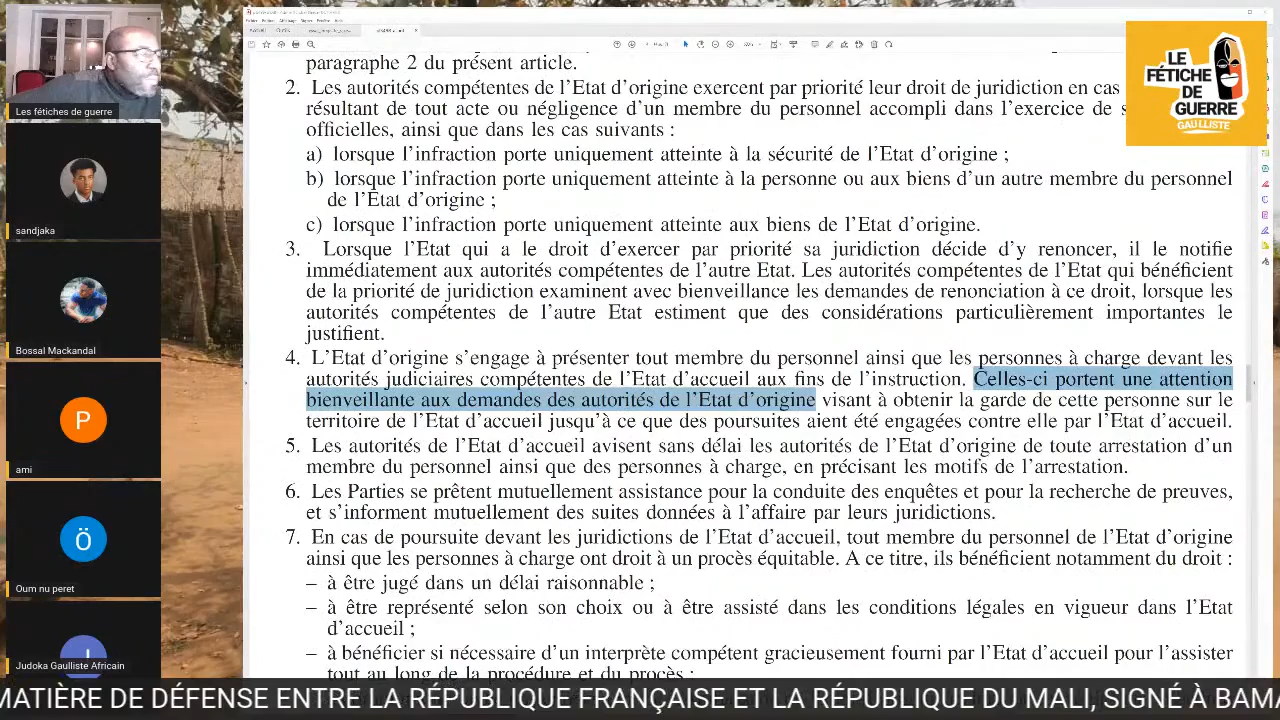 Les fétiches de guerre
sandjaka
Bossal Mackandal
P
ami
Ö
Oum nu peret
Judoka Gaulliste Africain
LE
FÉTICHE
DE
GUERRE
GAULLISTE
paragraphe 2 du présent article.
2. Les autorités compétentes de l'Etat d'origine exercent par priorité leur droit de juridiction en cas
résultant de tout acte ou négligence d'un membre du personnel accompli dans l'exercice de
officielles, ainsi que dans les cas suivants :
a) lorsque l'infraction porte uniquement atteinte à la sécurité de l'Etat d'origine ;
b) lorsque l'infraction porte uniquement atteinte à la personne ou aux biens d'un autre membre du personnel
de l'Etat d'origine ;
c) lorsque l'infraction porte uniquement atteinte aux biens de l'Etat d'origine.
3. Lorsque l'Etat qui a le droit d'exercer par priorité sa juridiction décide d'y renoncer, il le notifie
immédiatement aux autorités compétentes de l'autre Etat. Les autorités compétentes de l'Etat qui bénéficient
de la priorité de juridiction examinent avec bienveillance les demandes de renonciation à ce droit, lorsque les
autorités compétentes de l'autre Etat estiment que des considérations particulièrement importantes le
justifient.
4. L'Etat d'origine s'engage à présenter tout membre du personnel ainsi que les personnes à charge devant les
autorités judiciaires compétentes de l'Etat d'accueil aux fins de l'instruction. Celles-ci portent une attention
bienveillante aux demandes des autorités de l'Etat d'origine visant à obtenir la garde de cette personne sur le
territoire de l'Etat d'accueil jusqu'à ce que des poursuites aient été engagées contre elle par l'Etat d'accueil.
5. Les autorités de l'Etat d'accueil avisent sans délai les autorités de l'Etat d'origine de toute arrestation d'un
membre du personnel ainsi que des personnes à charge, en précisant les motifs de l'arrestation.
6. Les Parties se prêtent mutuellement assistance pour la conduite des enquêtes et pour la recherche de preuves,
et s'informent mutuellement des suites données à l'affaire par leurs juridictions.
7. En cas de poursuite devant les juridictions de l'Etat d'accueil, tout membre du personnel de l'Etat d'origine
ainsi que les personnes à charge ont droit à un procès équitable. A ce titre, ils bénéficient notamment du droit :
– à être jugé dans un délai raisonnable ;
– à être représenté selon son choix ou à être assisté dans les conditions légales en vigueur dans l'Etat
d'accueil ;
– à bénéficier si nécessaire d'un interprète compétent gracieusement fourni par l'Etat d'accueil pour l'assister
tout au long de la procédure et du procès ;
MATIÈRE DE DÉFENSE ENTRE LA RÉPUBLIQUE FRANÇAISE ET LA RÉPUBLIQUE DU MALI, SIGNÉ À BAMA